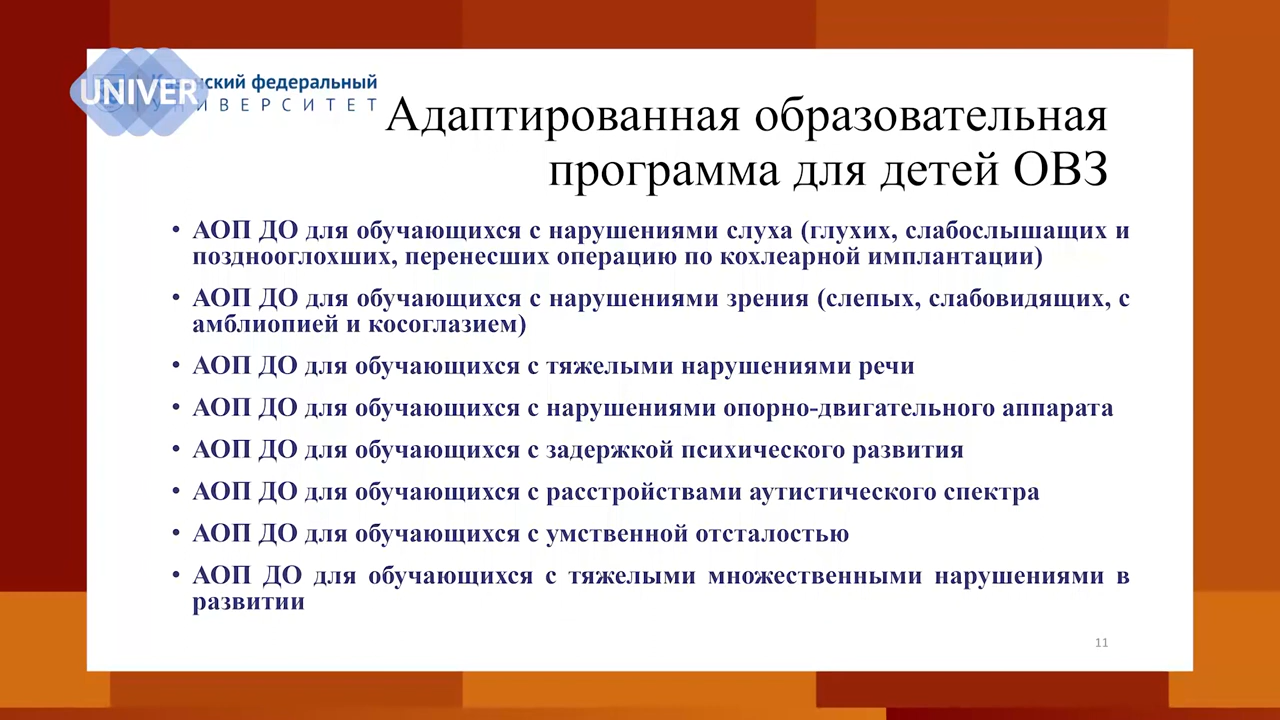 UNIVER
федеральный
Адаптированная образовательная
программа для детей ОВЗ
• АОП ДО для обучающихся с нарушениями слуха (глухих, слабослышащих и
позднооглохших, перенесших операцию по кохлеарной имплантации)
• АОП ДО для обучающихся с нарушениями зрения (слепых, слабовидящих, с
амблиопией и косоглазием)
• АОП ДО для обучающихся с тяжелыми нарушениями речи
• АОП ДО для обучающихся с нарушениями опорно-двигательного аппарата
• АОП ДО для обучающихся с задержкой психического развития
• АОП ДО для обучающихся с расстройствами аутистического спектра
• АОП ДО для обучающихся с умственной отсталостью
• АОП ДО для обучающихся с тяжелыми множественными нарушениями в
развитии
11